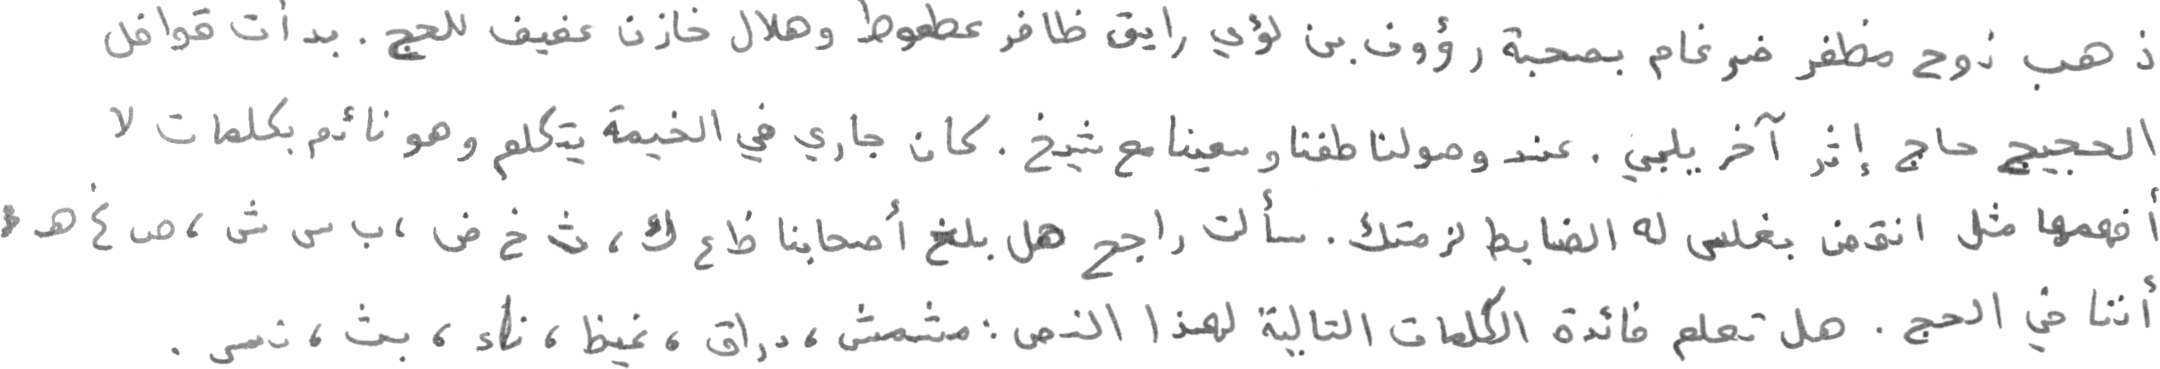 ذهب نوح مظفر ضرغام بصحبة رؤوف بن لؤي رايق ظافر عطعوط وهلال خازن عفيف للحج . بدأت قوافل
الحجيج حاج إثر آخر يلبي . عند وصولنا طفنا وسعينا مع شيخ . كان جاري في الخيمة يتكلم وهو نائم بكلمات لا
أفهمها مثل انقض بغلس له الضابط لزمتك . سألت راجح هل بلغ أصحابنا ظ ع ك ، ث خ ض ، ب س ش ، ص غ هـ
أننا في الحج . هل تعلم فائدة الكلمات التالية لهذا النص : مشمش ، دراق ، غيظ ، نأء ، بث ، نسر .